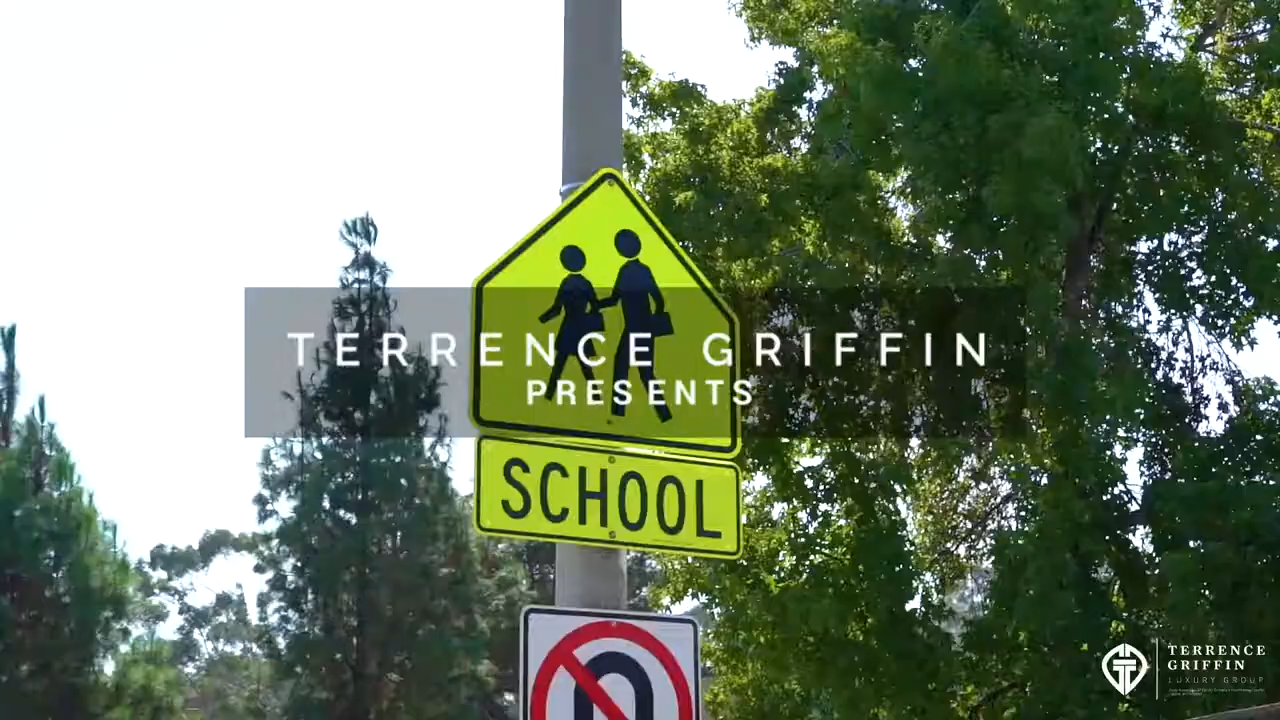 TERRENCE GRIFFIN
PRESENTS
SCHOOL
TERRENCE
GRIFFIN
LUXURY GROUP